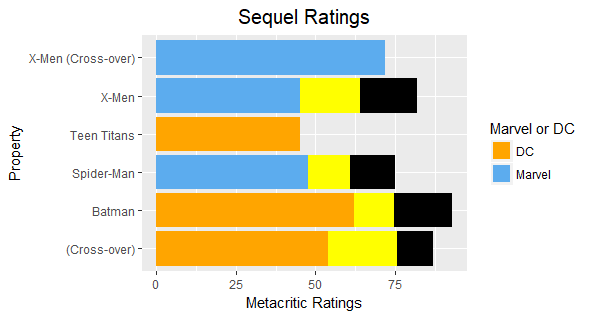 Sequel Ratings
Property
X-Men (Cross-over)
X-Men
Teen Titans
Spider-Man
Batman
(Cross-over)
0 25 50 75
Metacritic Ratings
Marvel or DC
DC
Marvel